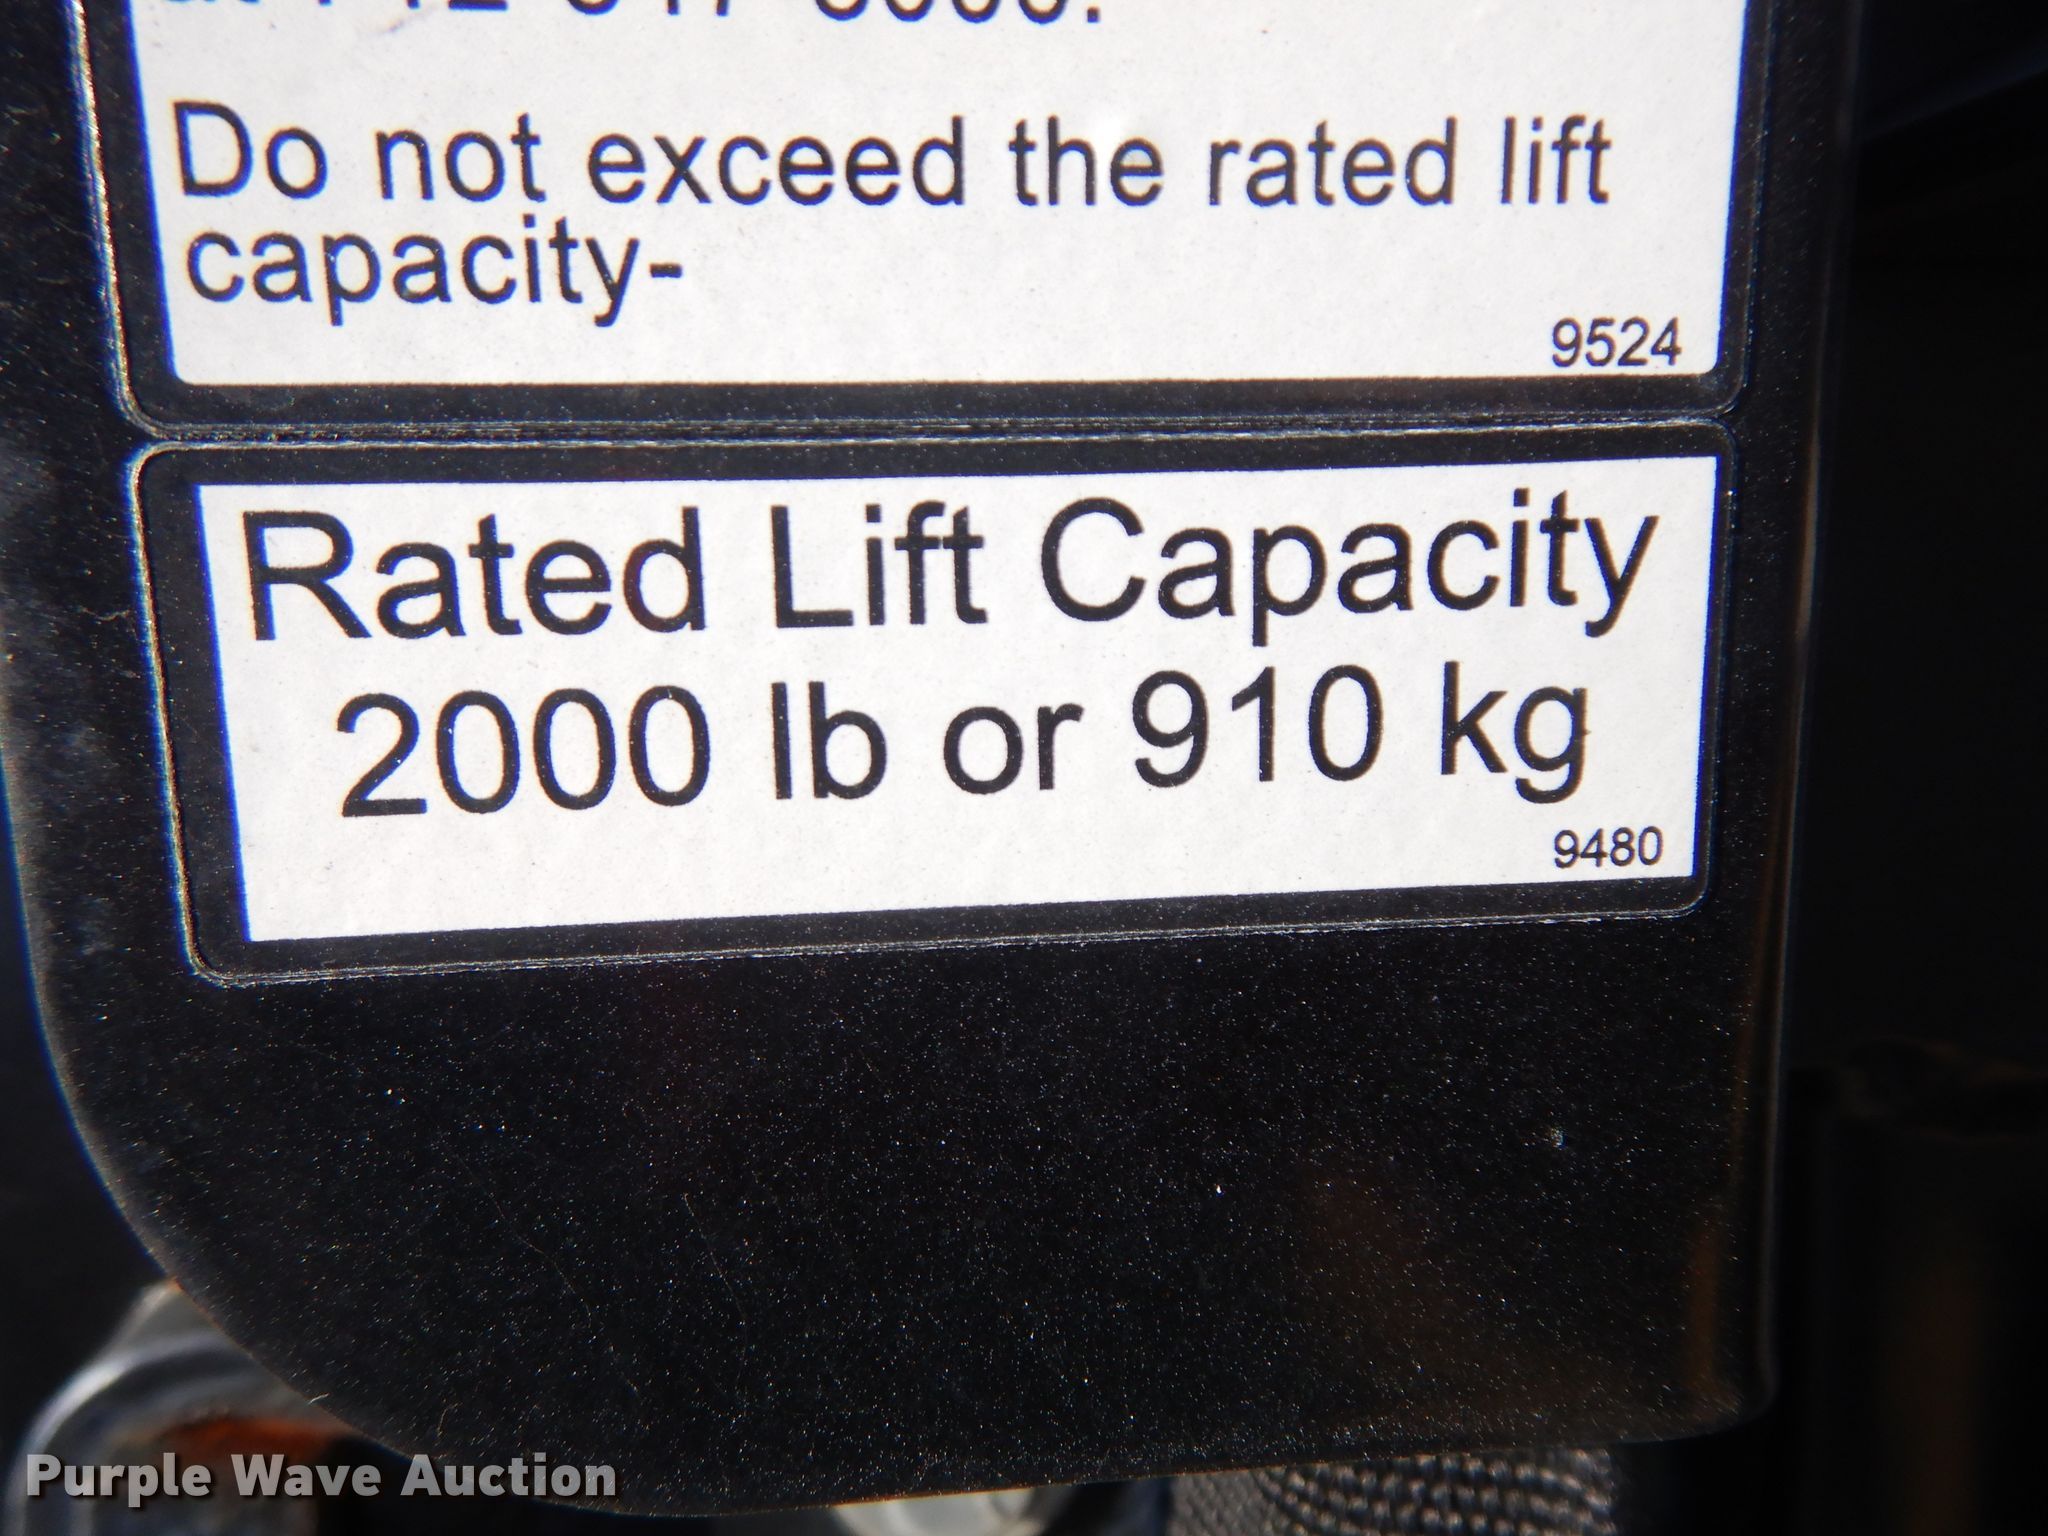 Do not exceed the rated lift
capacity-
9524
Rated Lift Capacity
2000 lb or 910 kg
9480
Purple Wave Auction